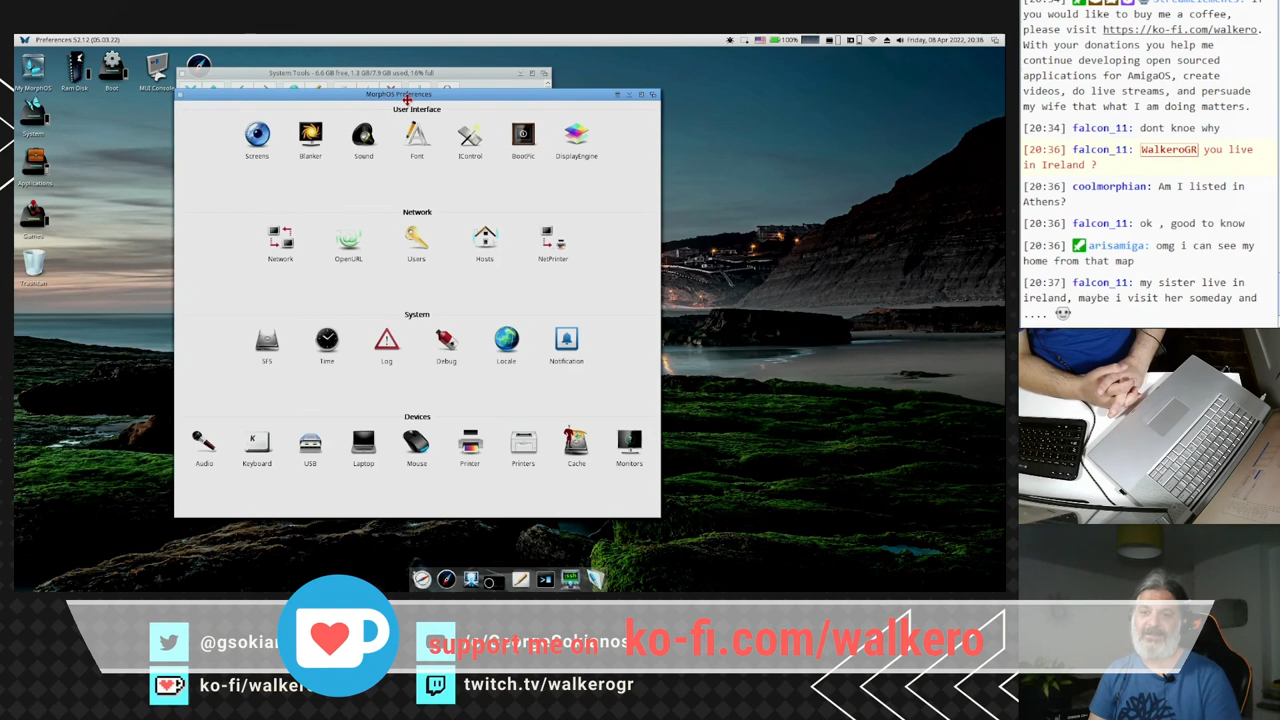 Preferences 52.12 (05.03.22)
100%
Friday, 08 Apr 2022, 20:36
My MorphOS
Ram Disk
Boot
MUI Console
System
Applications
Games
Trashcan
System Tools - 6.6 GB free, 1.3 GB/7.9 GB used, 16% full
MorphOS Preferences
User Interface
Screens
Blanker
Sound
Font
IControl
BootPic
DisplayEngine
Network
Network
OpenURL
Users
Hosts
NetPrinter
System
SFS
Time
Log
Debug
Locale
Notification
Devices
Audio
Keyboard
USB
Laptop
Mouse
Printer
Printers
Cache
Monitors
you would like to buy me a coffee,
please visit https://ko-fi.com/walkero.
With your donations you help me
continue developing open sourced
applications for AmigaOS, create
videos, do live streams, and persuade
my wife that what I am doing matters.
[20:34] falcon_11: dont knoe why
[20:36] falcon_11: WalkeroGR you live
in Ireland ?
[20:36] coolmorphian: Am I listed in
Athens?
[20:36] falcon_11: ok , good to know
[20:36] arisamiga: omg i can see my
home from that map
[20:37] falcon_11: my sister live in
ireland, maybe i visit her someday and
....
@gsokian
support me on ko-fi.com/walkero
ko-fi/walker
twitch.tv/walkerogr